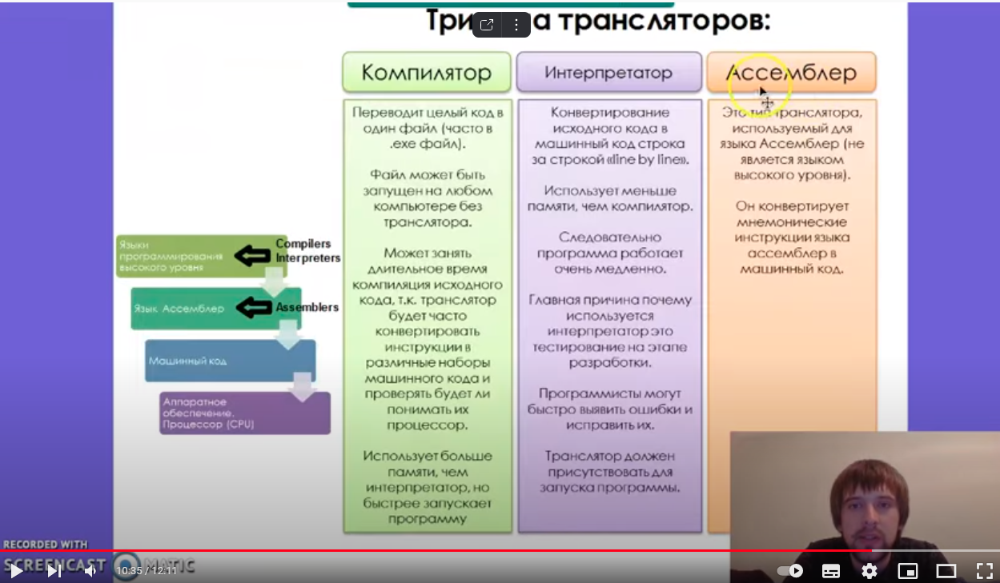 Три а трансляторов:
Компилятор
Переводит целый код в
один файл (часто в
.exe файл).
Файл может быть
запущен на любом
компьютере без
транслятора.
Может занять
длительное время
компиляция исходного
кода, т.к. транслятор
будет часто
конвертировать
инструкции в
различные наборы
машинного кода и
проверять будет ли
понимать их
процессор.
Использует больше
памяти, чем
интерпретатор, но
быстрее запускает
программу
Интерпретатор
Конвертирование
исходного кода в
машинный код строка
за строкой «line by line».
Использует меньше
памяти, чем компилятор.
Следовательно
программа работает
очень медленно.
Главная причина почему
используется
интерпретатор это
тестирование на этапе
разработки.
Программисты могут
быстро выявить ошибки и
исправить их.
Транслятор должен
присутствовать для
запуска программы.
Ассемблер
Это тип транслятора,
используемый для
языка Ассемблер (не
является языком
высокого уровня).
Он конвертирует
мнемонические
инструкции языка
ассемблер в
машинный код.
Языки
программирования
высокого уровня
Compilers
Interpreters
Язык Ассемблер
Assemblers
Машинный код
Аппаратное
обеспечение.
Процессор (CPU)
RECORDED WITH
SCREENCAST MATIC
10:35 / 12:11